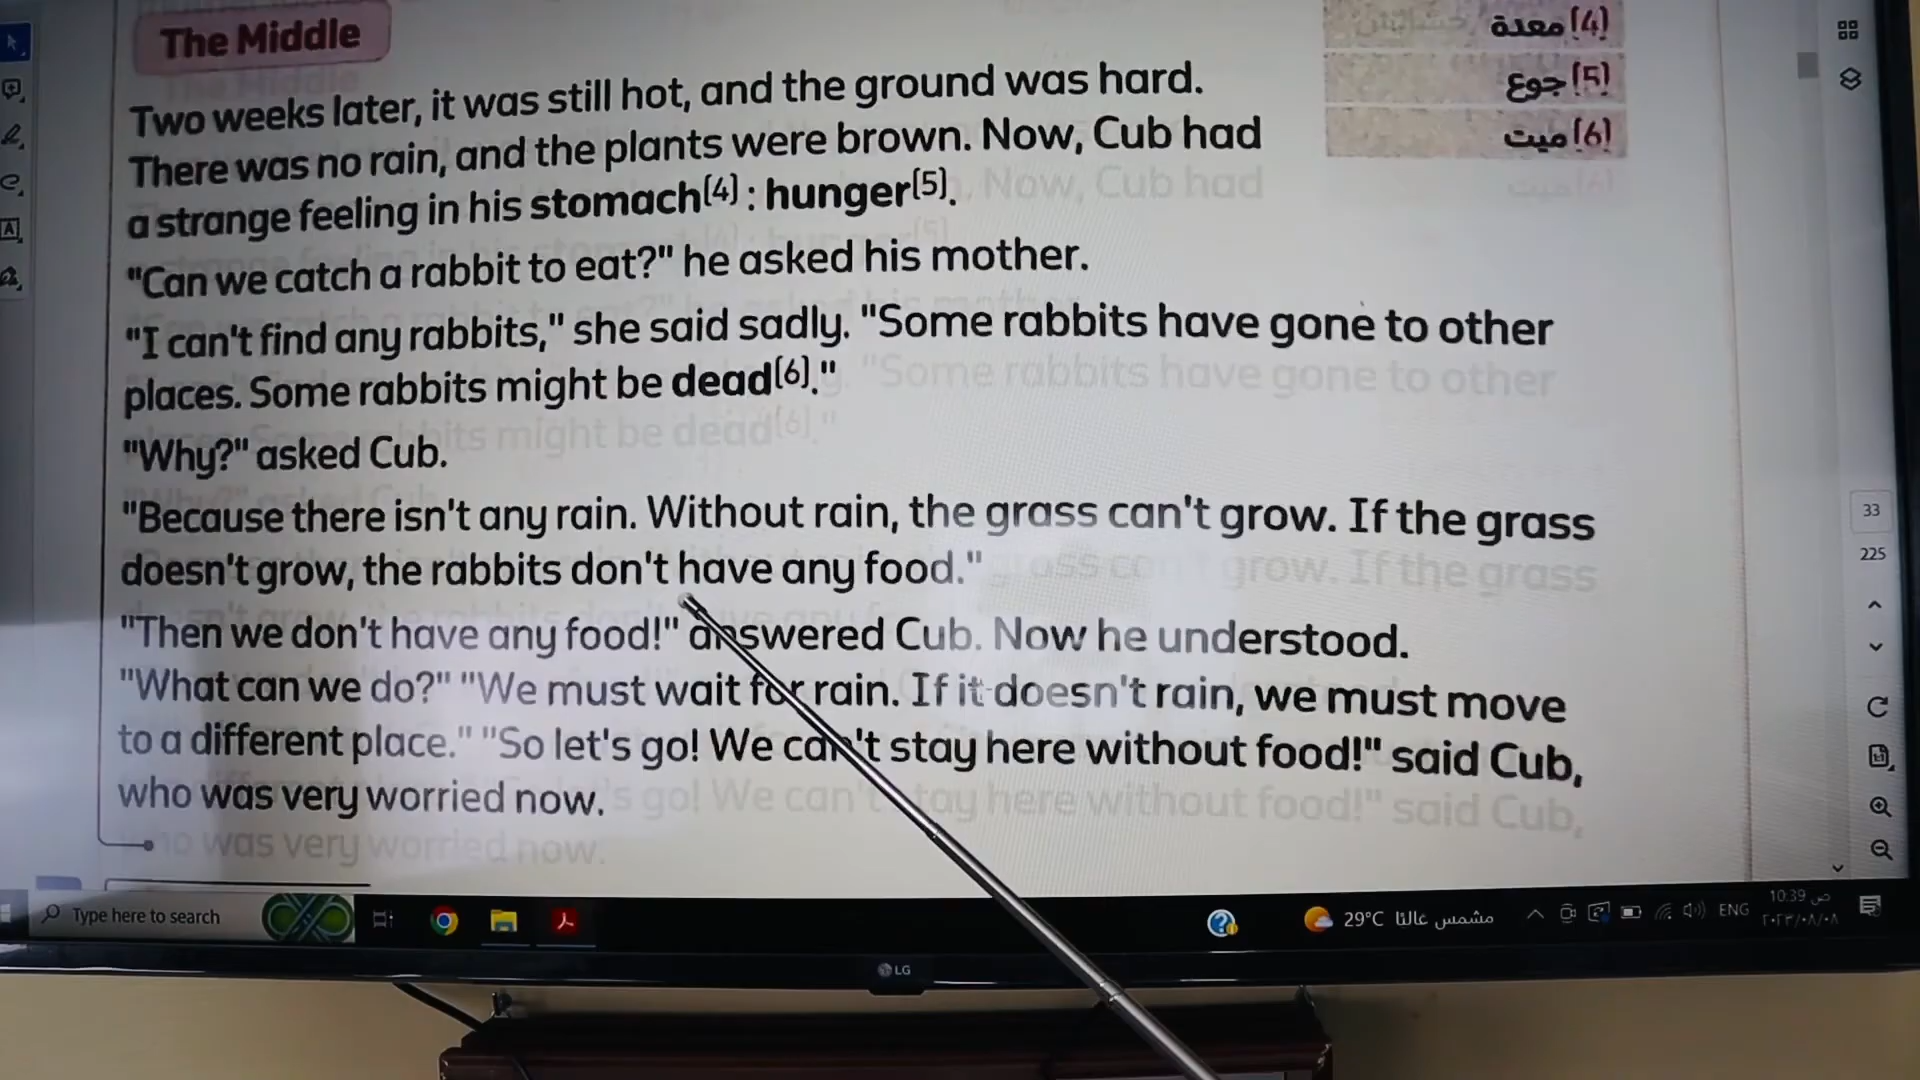 The Middle
Two weeks later, it was still hot, and the ground was hard.
There was no rain, and the plants were brown. Now, Cub had
a strange feeling in his stomach(4) : hunger(5).
"Can we catch a rabbit to eat?" he asked his mother.
"I can't find any rabbits," she said sadly. "Some rabbits have gone to other
places. Some rabbits might be dead(6)."
"Why?" asked Cub.
"Because there isn't any rain. Without rain, the grass can't grow. If the grass
doesn't grow, the rabbits don't have any food."
"Then we don't have any food!" answered Cub. Now he understood.
"What can we do?" "We must wait for rain. If it doesn't rain, we must move
to a different place." "So let's go! We can't stay here without food!" said Cub,
who was very worried now.
(4) معدة
(5) جوع
(6) ميت
33
225
Type here to search
29°C مشمس غالبًا
ENG
10:39 ص
٢٠٢٣/٠٨/٠٨
LG